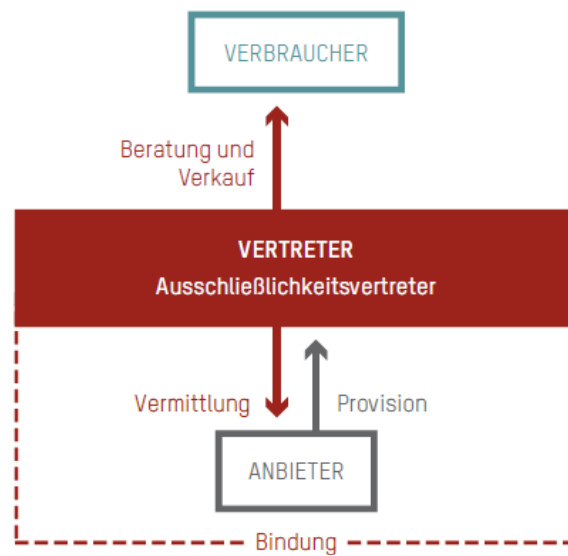 VERBRAUCHER
Beratung und
Verkauf
VERTRETER
Ausschließlichkeitsvertreter
Vermittlung
Provision
ANBIETER
Bindung